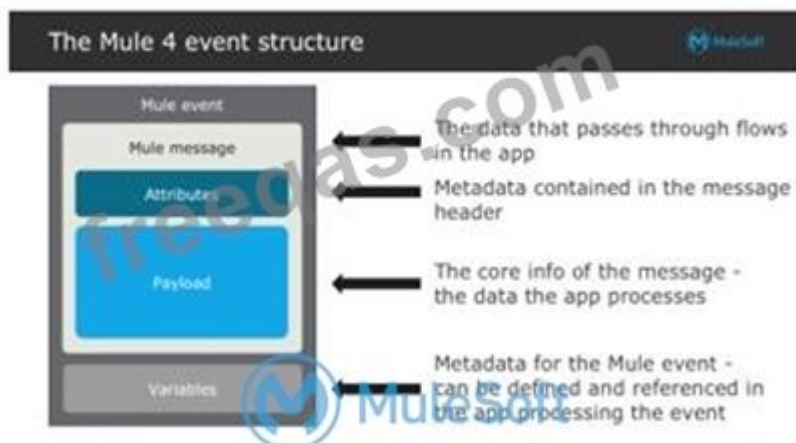 The Mule 4 event structure
MuleSoft
Mule event
Mule message
Attributes
Payload
Variables
The data that passes through flows
in the app
Metadata contained in the message
header
The core info of the message -
the data the app processes
Metadata for the Mule event -
can be defined and referenced in
the app processing the event
freeqas.com
MuleSoft